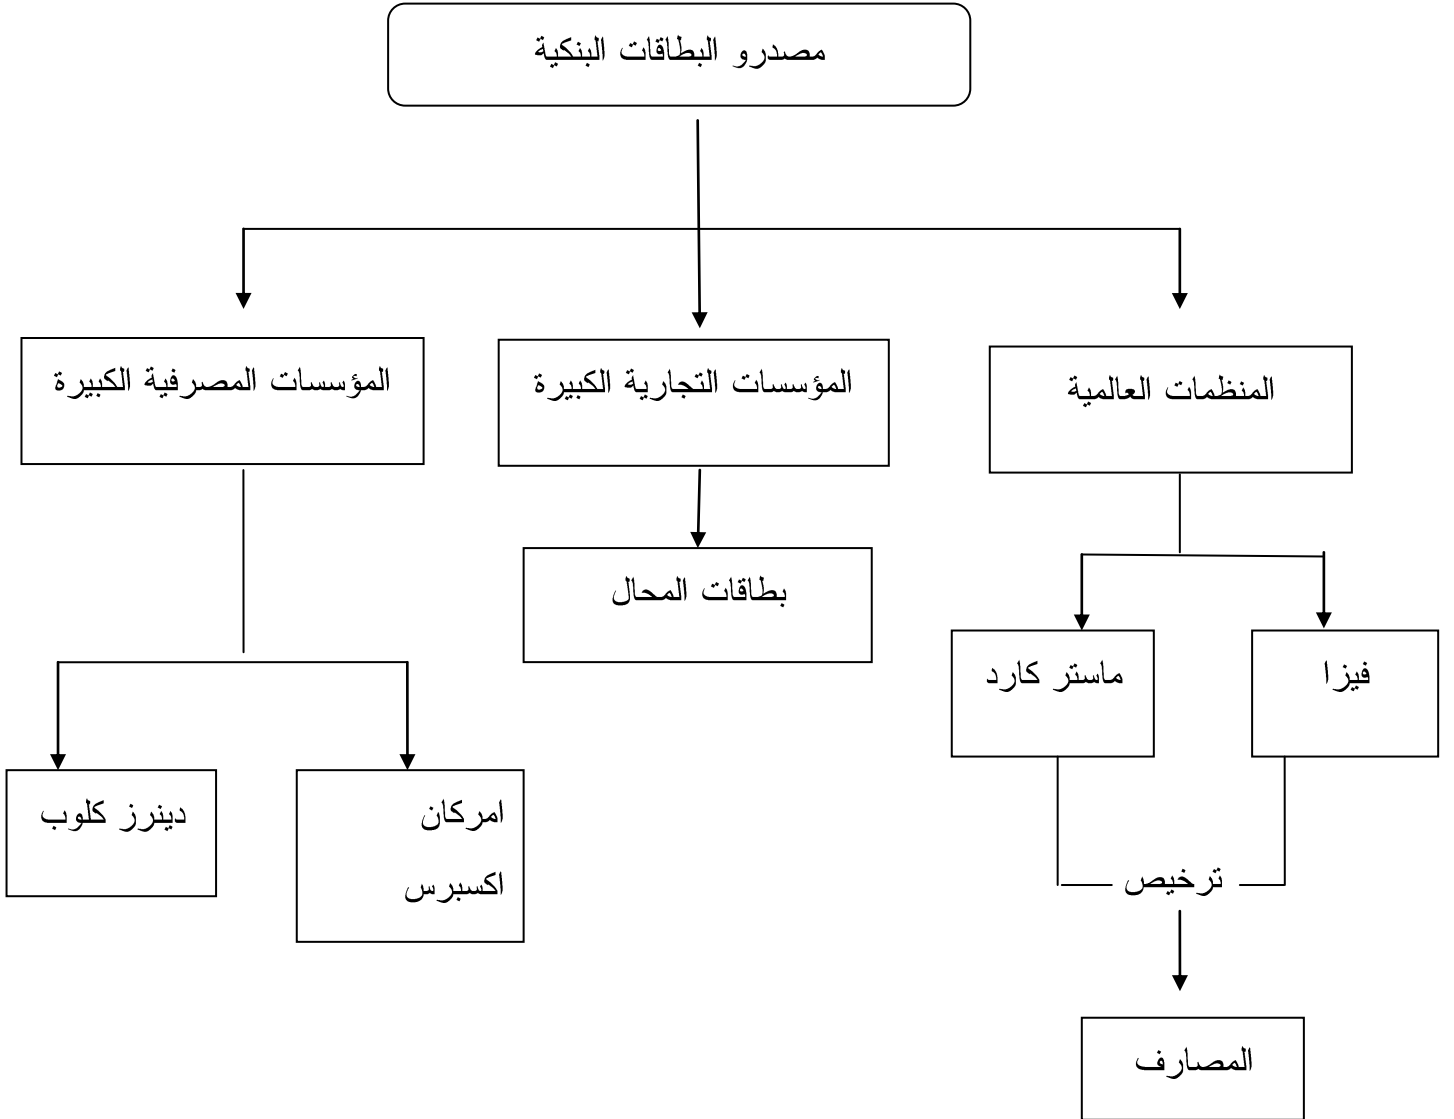 مصدرو البطاقات البنكية
المنظمات العالمية
المؤسسات التجارية الكبيرة
المؤسسات المصرفية الكبيرة
بطاقات المحال
فيزا
ماستر كارد
امركان
اكسبرس
دينرز كلوب
ترخيص
المصارف